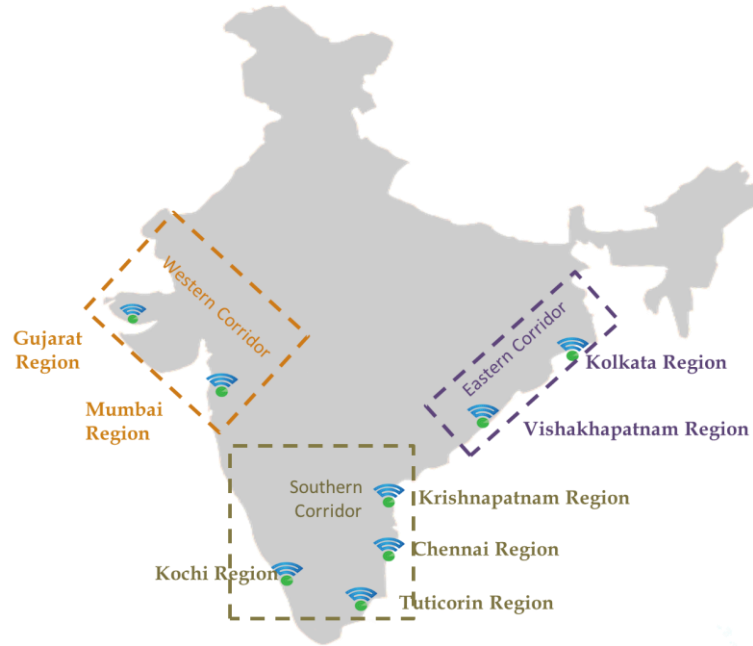 Western Corridor
Gujarat
Region
Mumbai
Region
Eastern Corridor
Kolkata Region
Vishakhapatnam Region
Southern
Corridor
Krishnapatnam Region
Chennai Region
Kochi Region
Tuticorin Region